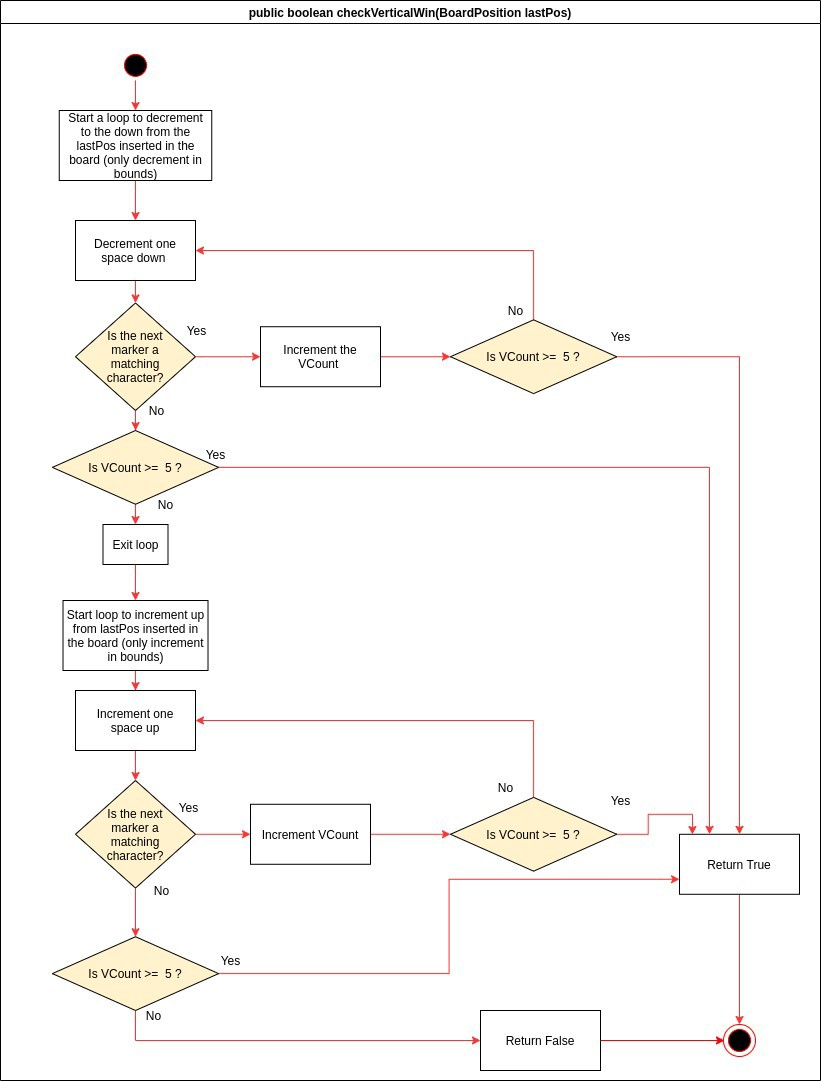 public boolean checkVerticalWin(BoardPosition lastPos)
Start a loop to decrement
to the down from the
lastPos inserted in the
board (only decrement in
bounds)
Decrement one
space down
Is the next
marker a
matching
character?
Yes
No
Increment the
VCount
Is VCount >= 5 ?
No
Yes
Is VCount >= 5 ?
Yes
No
Exit loop
Start loop to increment up
from lastPos inserted in
the board (only increment
in bounds)
Increment one
space up
Is the next
marker a
matching
character?
Yes
No
Increment VCount
Is VCount >= 5 ?
No
Yes
Return True
Is VCount >= 5 ?
Yes
No
Return False